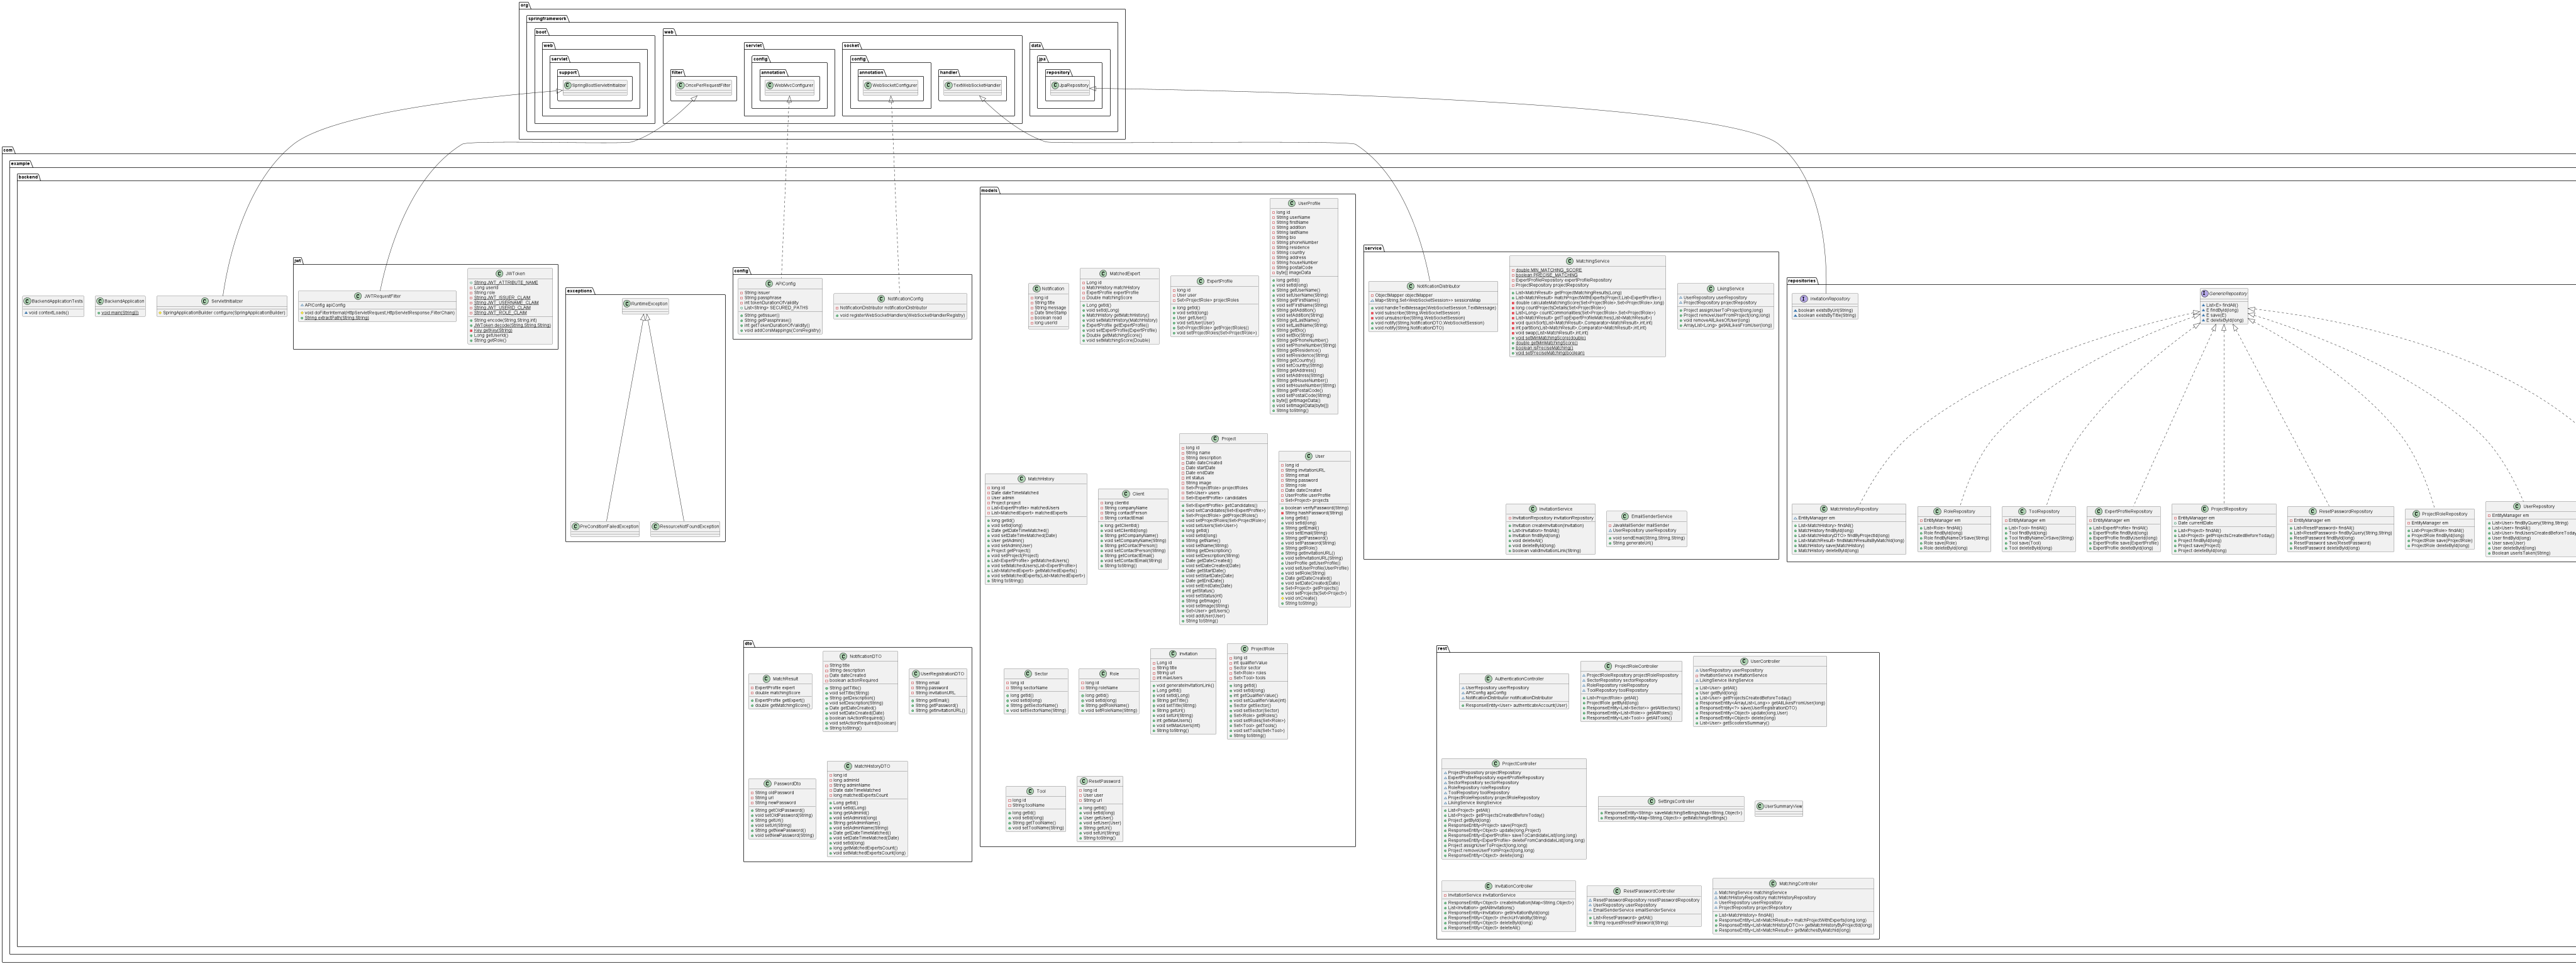 org
springframework
boot
web
servlet
support
SpringBootServletInitializer
web
filter
OncePerRequestFilter
servlet
config
annotation
WebMvcConfigurer
socket
config
annotation
WebSocketConfigurer
handler
TextWebSocketHandler
data
jpa
repository
JpaRepository
com
example
backend
BackendApplicationTests
void contextLoads()
BackendApplication
void main(String[])
ServletInitializer
SpringApplicationBuilder configure(SpringApplicationBuilder)
jwt
JWTRequestFilter
APIConfig apiConfig
void doFilterInternal(HttpServletRequest,HttpServletResponse,FilterChain)
JWToken
String JWT_ATTRIBUTE_NAME
Long userId
String role
String JWT_ISSUER_CLAIM
String JWT_USERNAME_CLAIM
String JWT_USERID_CLAIM
String JWT_ROLE_CLAIM
String encode(String,String,int)
JWToken decode(String,String,String)
Key getKey(String)
Long getUserId()
String getRole()
exceptions
RuntimeException
PreConditionFailedException
ResourceNotFoundException
config
APIConfig
String issuer
String passphrase
int tokenDurationOfValidity
List<String> SECURED_PATHS
String getIssuer()
String getPassphrase()
int getTokenDurationOfValidity()
void addCorsMappings(CorsRegistry)
NotificationConfig
NotificationDistributor notificationDistributor
void registerWebSocketHandlers(WebSocketHandlerRegistry)
dto
MatchResult
ExpertProfile expert
double matchingScore
ExpertProfile getExpert()
double getMatchingScore()
NotificationDTO
String title
String description
Date dateCreated
boolean actionRequired
String getTitle()
void setTitle(String)
String getDescription()
void setDescription(String)
Date getDateCreated()
void setDateCreated(Date)
boolean isActionRequired()
void setActionRequired(boolean)
String toString()
UserRegistrationDTO
String email
String password
String invitationURL
String getEmail()
String getPassword()
String getInvitationURL()
PasswordDto
String oldPassword
String url
String newPassword
String getOldPassword()
void setOldPassword(String)
String getUrl()
void setUrl(String)
String getNewPassword()
void setNewPassword(String)
MatchHistoryDTO
long id
long adminId
String adminName
Date dateTimeMatched
long matchedExpertsCount
Long getId()
void setId(Long)
long getAdminId()
void setAdminId(long)
String getAdminName()
void setAdminName(String)
Date getDateTimeMatched()
void setDateTimeMatched(Date)
void setId(long)
long getMatchedExpertsCount()
void setMatchedExpertsCount(long)
models
Notification
long id
String title
String message
Date timeStamp
boolean read
long userId
MatchedExpert
Long id
MatchHistory matchHistory
ExpertProfile expertProfile
Double matchingScore
Long getId()
void setId(Long)
MatchHistory getMatchHistory()
void setMatchHistory(MatchHistory)
ExpertProfile getExpertProfile()
void setExpertProfile(ExpertProfile)
Double getMatchingScore()
void setMatchingScore(Double)
ExpertProfile
long id
User user
Set<ProjectRole> projectRoles
long getId()
void setId(long)
User getUser()
void setUser(User)
Set<ProjectRole> getProjectRoles()
void setProjectRoles(Set<ProjectRole>)
UserProfile
long id
String userName
String firstName
String addition
String lastName
String bio
String phoneNumber
String residence
String country
String address
String houseNumber
String postalCode
byte[] imageData
long getId()
void setId(long)
String getUserName()
void setUserName(String)
String getFirstName()
void setFirstName(String)
String getAddition()
void setAddition(String)
String getLastName()
void setLastName(String)
String getBio()
void setBio(String)
String getPhoneNumber()
void setPhoneNumber(String)
String getResidence()
void setResidence(String)
String getCountry()
void setCountry(String)
String getAddress()
void setAddress(String)
String getHouseNumber()
void setHouseNumber(String)
String getPostalCode()
void setPostalCode(String)
byte[] getImageData()
void setImageData(byte[])
String toString()
MatchHistory
long id
Date dateTimeMatched
User admin
Project project
List<ExpertProfile> matchedUsers
List<MatchedExpert> matchedExperts
long getId()
void setId(long)
Date getDateTimeMatched()
void setDateTimeMatched(Date)
User getAdmin()
void setAdmin(User)
Project getProject()
void setProject(Project)
List<ExpertProfile> getMatchedUsers()
void setMatchedUsers(List<ExpertProfile>)
List<MatchedExpert> getMatchedExperts()
void setMatchedExperts(List<MatchedExpert>)
String toString()
Client
long clientId
String companyName
String contactPerson
String contactEmail
long getClientId()
void setClientId(long)
String getCompanyName()
void setCompanyName(String)
String getContactPerson()
void setContactPerson(String)
String getContactEmail()
void setContactEmail(String)
String toString()
Project
long id
String name
String description
Date dateCreated
Date startDate
Date endDate
int status
String image
Set<ProjectRole> projectRoles
Set<User> users
Set<ExpertProfile> candidates
Set<ExpertProfile> getCandidates()
void setCandidates(Set<ExpertProfile>)
Set<ProjectRole> getProjectRoles()
void setProjectRoles(Set<ProjectRole>)
void setUsers(Set<User>)
long getId()
void setId(long)
String getName()
void setName(String)
String getDescription()
void setDescription(String)
Date getDateCreated()
void setDateCreated(Date)
Date getStartDate()
void setStartDate(Date)
Date getEndDate()
void setEndDate(Date)
int getStatus()
void setStatus(int)
String getImage()
void setImage(String)
Set<User> getUsers()
void addUser(User)
String toString()
User
long id
String invitationURL
String email
String password
String role
Date dateCreated
UserProfile userProfile
Set<Project> projects
boolean verifyPassword(String)
String hashPassword(String)
long getId()
void setId(long)
String getEmail()
void setEmail(String)
String getPassword()
void setPassword(String)
String getRole()
String getInvitationURL()
void setInvitationURL(String)
UserProfile getUserProfile()
void setUserProfile(UserProfile)
void setRole(String)
Date getDateCreated()
void setDateCreated(Date)
Set<Project> getProjects()
void setProjects(Set<Project>)
void onCreate()
String toString()
Sector
long id
String sectorName
long getId()
void setId(long)
String getSectorName()
void setSectorName(String)
Role
long id
String roleName
long getId()
void setId(long)
String getRoleName()
void setRoleName(String)
Invitation
Long id
String title
String url
int maxUsers
void generateInvitationLink()
Long getId()
void setId(Long)
String getTitle()
void setTitle(String)
String getUrl()
void setUrl(String)
int getMaxUsers()
void setMaxUsers(int)
String toString()
ProjectRole
long id
int qualifierValue
Sector sector
Set<Role> roles
Set<Tool> tools
long getId()
void setId(long)
int getQualifierValue()
void setQualifierValue(int)
Sector getSector()
void setSector(Sector)
Set<Role> getRoles()
void setRoles(Set<Role>)
Set<Tool> getTools()
void setTools(Set<Tool>)
String toString()
Tool
long id
String toolName
long getId()
void setId(long)
String getToolName()
void setToolName(String)
ResetPassword
long id
User user
String url
long getId()
void setId(long)
User getUser()
void setUser(User)
String getUrl()
void setUrl(String)
String toString()
service
NotificationDistributor
ObjectMapper objectMapper
Map<String,Set<WebSocketSession>> sessionsMap
void handleTextMessage(WebSocketSession,TextMessage)
void subscribe(String,WebSocketSession)
void unsubscribe(String,WebSocketSession)
void notify(String,NotificationDTO,WebSocketSession)
void notify(String,NotificationDTO)
MatchingService
double MIN_MATCHING_SCORE
boolean PRECISE_MATCHING
ExpertProfileRepository expertProfileRepository
ProjectRepository projectRepository
List<MatchResult> getProjectMatchingResults(Long)
List<MatchResult> matchProjectWithExperts(Project,List<ExpertProfile>)
double calculateMatchingScore(Set<ProjectRole>,Set<ProjectRole>,long)
long countProjectsDetails(Set<ProjectRole>)
List<Long> countCommonalities(Set<ProjectRole>,Set<ProjectRole>)
List<MatchResult> getTopExpertProfileMatches(List<MatchResult>)
void quickSort(List<MatchResult>,Comparator<MatchResult>,int,int)
int partition(List<MatchResult>,Comparator<MatchResult>,int,int)
void swap(List<MatchResult>,int,int)
void setMinMatchingScore(double)
double getMinMatchingScore()
boolean isPreciseMatching()
void setPreciseMatching(boolean)
LikingService
UserRepository userRepository
ProjectRepository projectRepository
Project assignUserToProject(long,long)
Project removeUserFromProject(long,long)
void removeAllLikesOfUser(long)
ArrayList<Long> getAllLikesFromUser(long)
InvitationService
InvitationRepository invitationRepository
Invitation createInvitation(Invitation)
List<Invitation> findAll()
Invitation findById(long)
void deleteAll()
void deleteById(long)
boolean validInvitationLink(String)
EmailSenderService
JavaMailSender mailSender
UserRepository userRepository
void sendEmail(String,String,String)
String generateUrl()
repositories
InvitationRepository
boolean existsByUrl(String)
boolean existsByTitle(String)
GenericRepository
List<E> findAll()
E findById(long)
E save(E)
E deleteById(long)
MatchHistoryRepository
EntityManager em
List<MatchHistory> findAll()
MatchHistory findById(long)
List<MatchHistoryDTO> findByProjectId(long)
List<MatchResult> findMatchResultsByMatchId(long)
MatchHistory save(MatchHistory)
MatchHistory deleteById(long)
RoleRepository
EntityManager em
List<Role> findAll()
Role findById(long)
Role findByNameOrSave(String)
Role save(Role)
Role deleteById(long)
ToolRepository
EntityManager em
List<Tool> findAll()
Tool findById(long)
Tool findByNameOrSave(String)
Tool save(Tool)
Tool deleteById(long)
ExpertProfileRepository
EntityManager em
List<ExpertProfile> findAll()
ExpertProfile findById(long)
ExpertProfile findByUserId(long)
ExpertProfile save(ExpertProfile)
ExpertProfile deleteById(long)
ProjectRepository
EntityManager em
Date currentDate
List<Project> findAll()
List<Project> getProjectsCreatedBeforeToday()
Project findById(long)
Project save(Project)
Project deleteById(long)
ResetPasswordRepository
EntityManager em
List<ResetPassword> findAll()
List<ResetPassword> findByQuery(String,String)
ResetPassword findById(long)
ResetPassword save(ResetPassword)
ResetPassword deleteById(long)
ProjectRoleRepository
EntityManager em
List<ProjectRole> findAll()
ProjectRole findById(long)
ProjectRole save(ProjectRole)
ProjectRole deleteById(long)
UserRepository
EntityManager em
List<User> findByQuery(String,String)
List<User> findAll()
User findById(long)
User save(User)
User deleteById(long)
rest
AuthenticationController
UserRepository userRepository
APIConfig apiConfig
NotificationDistributor notificationDistributor
ResponseEntity<User> authenticateAccount(User)
ProjectRoleController
ProjectRoleRepository projectRoleRepository
SectorRepository sectorRepository
RoleRepository roleRepository
ToolRepository toolRepository
List<ProjectRole> getAll()
ProjectRole getById(long)
ResponseEntity<List<Sector>> getAllSectors()
ResponseEntity<List<Role>> getAllRoles()
ResponseEntity<List<Tool>> getAllTools()
UserController
UserRepository userRepository
InvitationService invitationService
LikingService likingService
List<User> getAll()
User getById(long)
List<User> getProjectsCreatedBeforeToday()
ResponseEntity<ArrayList<Long>> getAllLikesFromUser(long)
ResponseEntity<?> save(UserRegistrationDTO)
ResponseEntity<Object> update(long,User)
ResponseEntity<Object> delete(long)
List<User> getScootersSummary()
ProjectController
ProjectRepository projectRepository
ExpertProfileRepository expertProfileRepository
SectorRepository sectorRepository
RoleRepository roleRepository
ToolRepository toolRepository
ProjectRoleRepository projectRoleRepository
LikingService likingService
List<Project> getAll()
List<Project> getProjectsCreatedBeforeToday()
Project getById(long)
ResponseEntity<Project> save(Project)
ResponseEntity<Object> update(long,Project)
ResponseEntity<ExpertProfile> saveToCandidateList(long,long)
ResponseEntity<ExpertProfile> deleteFromCandidateList(long,long)
Project assignUserToProject(long,long)
Project removeUserFromProject(long,long)
ResponseEntity<Object> delete(long)
SettingsController
ResponseEntity<String> saveMatchingSettings(Map<String,Object>)
ResponseEntity<Map<String,Object>> getMatchingSettings()
UserSummaryView
InvitationController
InvitationService invitationService
ResponseEntity<Object> createInvitation(Map<String,Object>)
List<Invitation> getAllInvitations()
ResponseEntity<Invitation> getInvitationById(long)
ResponseEntity<Object> checkUrlValidity(String)
ResponseEntity<Object> deleteById(long)
ResponseEntity<Object> deleteAll()
ResetPasswordController
ResetPasswordRepository resetPasswordRepository
UserRepository userRepository
EmailSenderService emailSenderService
List<ResetPassword> getAll()
String requestResetPassword(String)
MatchingController
MatchingService matchingService
MatchHistoryRepository matchHistoryRepository
UserRepository userRepository
ProjectRepository projectRepository
List<MatchHistory> findAll()
ResponseEntity<List<MatchResult>> matchProjectWithExperts(long,long)
ResponseEntity<List<MatchHistoryDTO>> getMatchHistoryByProjectId(long)
ResponseEntity<List<MatchResult>> getMatchesByMatchId(long)